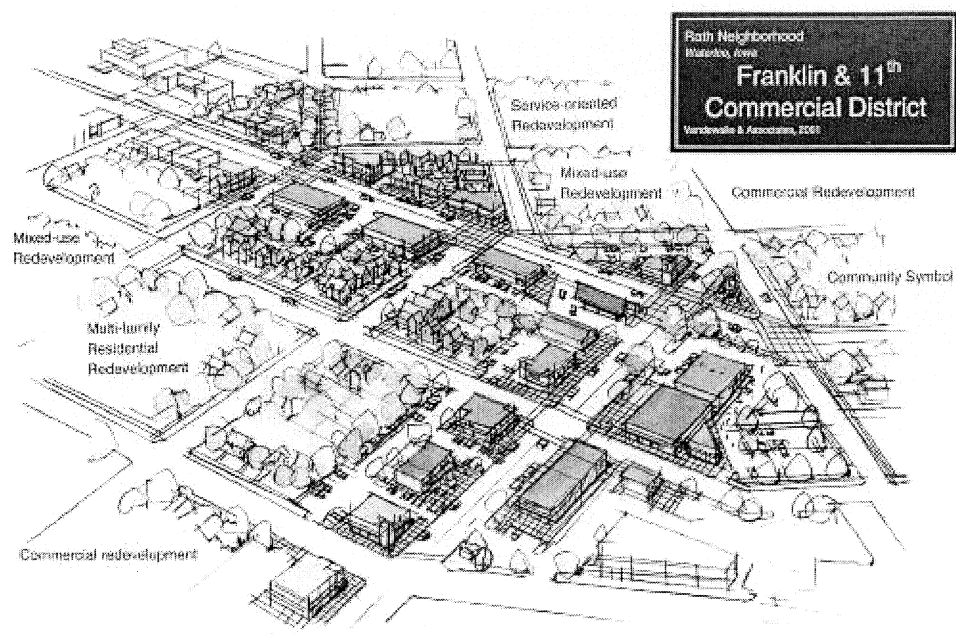 Rath Neighborhood
Waterloo, Iowa
Franklin & 11th
Commercial District
Vandewalle & Associates, 2001
Service-oriented
Redevelopment
Mixed-use
Redevelopment
Commercial Redevelopment
Mixed-use
Redevelopment
Community Symbol
Multi-family
Residential
Redevelopment
Commercial redevelopment